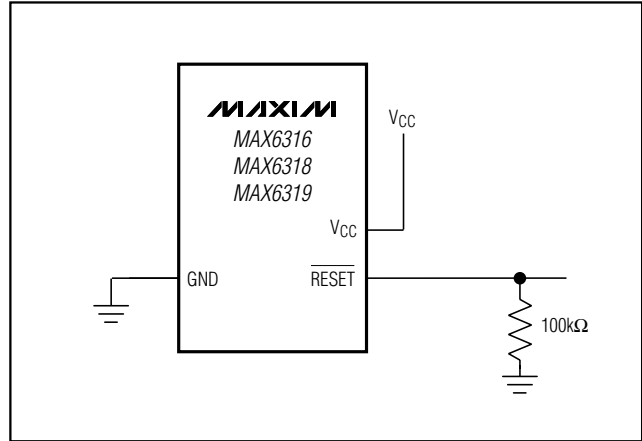 MAXIM
MAX6316
MAX6318
MAX6319
VCC
VCC
GND
RESET
100kΩ